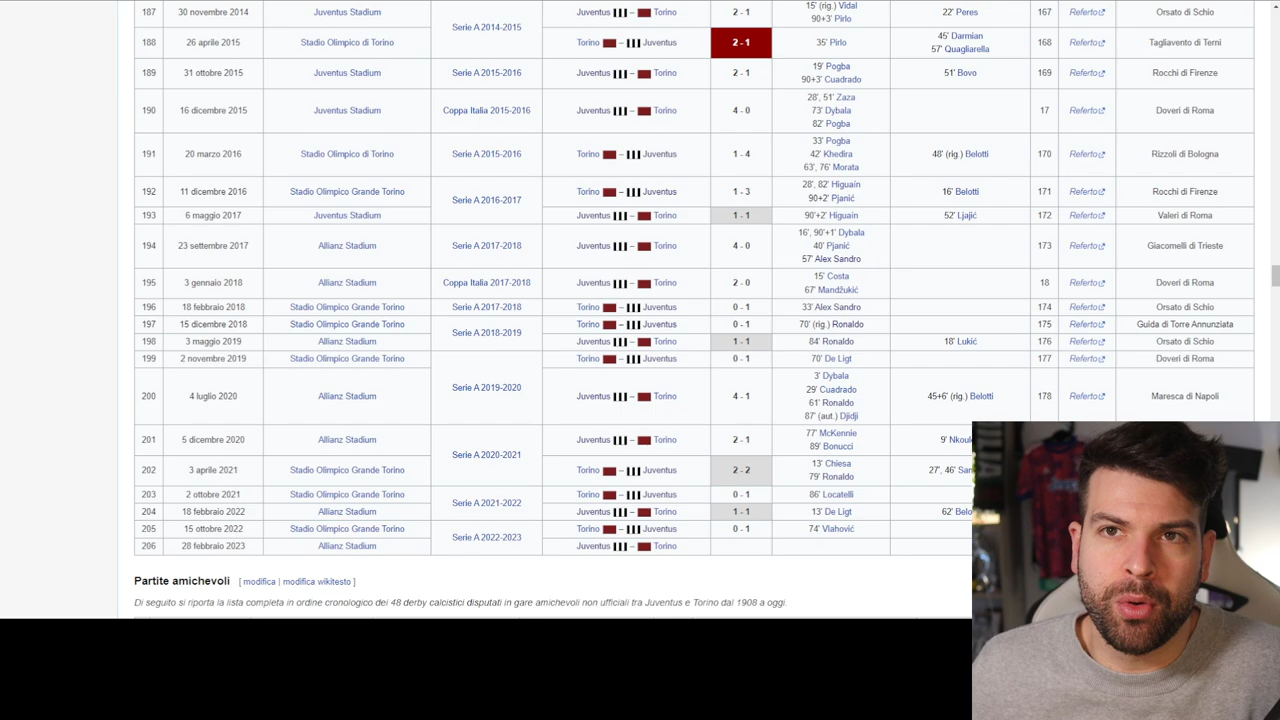 187 30 novembre 2014 Juventus Stadium Serie A 2014-2015 Juventus – Torino 2 - 1 15' (rig.) Vidal 22' Peres 167 Referto Orsato di Schio
90+3' Pirlo
188 26 aprile 2015 Stadio Olimpico di Torino Torino – Juventus 2 - 1 35' Pirlo 45' Darmian 168 Referto Tagliavento di Terni
57' Quagliarella
189 31 ottobre 2015 Juventus Stadium Serie A 2015-2016 Juventus – Torino 2 - 1 19' Pogba 51' Bovo 169 Referto Rocchi di Firenze
90+3' Cuadrado
190 16 dicembre 2015 Juventus Stadium Coppa Italia 2015-2016 Juventus – Torino 4 - 0 28', 51' Zaza 17 Referto Doveri di Roma
73' Dybala
82' Pogba
191 20 marzo 2016 Stadio Olimpico di Torino Serie A 2015-2016 Torino – Juventus 1 - 4 33' Pogba 48' (rig.) Belotti 170 Referto Rizzoli di Bologna
42' Khedira
63', 76' Morata
192 11 dicembre 2016 Stadio Olimpico Grande Torino Serie A 2016-2017 Torino – Juventus 1 - 3 28', 82' Higuaín 16' Belotti 171 Referto Rocchi di Firenze
90+2' Pjanić
193 6 maggio 2017 Juventus Stadium Juventus – Torino 1 - 1 90'+2' Higuaín 52' Ljajić 172 Referto Valeri di Roma
194 23 settembre 2017 Allianz Stadium Serie A 2017-2018 Juventus – Torino 4 - 0 16', 90'+1' Dybala 173 Referto Giacomelli di Trieste
40' Pjanić
57' Alex Sandro
195 3 gennaio 2018 Allianz Stadium Coppa Italia 2017-2018 Juventus – Torino 2 - 0 15' Costa 18 Referto Doveri di Roma
67' Mandžukić
196 18 febbraio 2018 Stadio Olimpico Grande Torino Serie A 2017-2018 Torino – Juventus 0 - 1 33' Alex Sandro 174 Referto Orsato di Schio
197 15 dicembre 2018 Stadio Olimpico Grande Torino Serie A 2018-2019 Torino – Juventus 0 - 1 70' (rig.) Ronaldo 175 Referto Guida di Torre Annunziata
198 3 maggio 2019 Allianz Stadium Juventus – Torino 1 - 1 84' Ronaldo 18' Lukić 176 Referto Orsato di Schio
199 2 novembre 2019 Stadio Olimpico Grande Torino Serie A 2019-2020 Torino – Juventus 0 - 1 70' De Ligt 177 Referto Doveri di Roma
200 4 luglio 2020 Allianz Stadium Juventus – Torino 4 - 1 3' Dybala 45+6' (rig.) Belotti 178 Referto Maresca di Napoli
29' Cuadrado
61' Ronaldo
87' (aut.) Djidji
201 5 dicembre 2020 Allianz Stadium Serie A 2020-2021 Juventus – Torino 2 - 1 77' McKennie 9' Nkoul
89' Bonucci
202 3 aprile 2021 Stadio Olimpico Grande Torino Torino – Juventus 2 - 2 13' Chiesa 27', 46' San
79' Ronaldo
203 2 ottobre 2021 Stadio Olimpico Grande Torino Serie A 2021-2022 Torino – Juventus 0 - 1 86' Locatelli
204 18 febbraio 2022 Allianz Stadium Juventus – Torino 1 - 1 13' De Ligt 62' Belo
205 15 ottobre 2022 Stadio Olimpico Grande Torino Serie A 2022-2023 Torino – Juventus 0 - 1 74' Vlahović
206 28 febbraio 2023 Allianz Stadium Juventus – Torino
Partite amichevoli [ modifica | modifica wikitesto ]
Di seguito si riporta la lista completa in ordine cronologico dei 48 derby calcistici disputati in gare amichevoli non ufficiali tra Juventus e Torino dal 1908 a oggi.